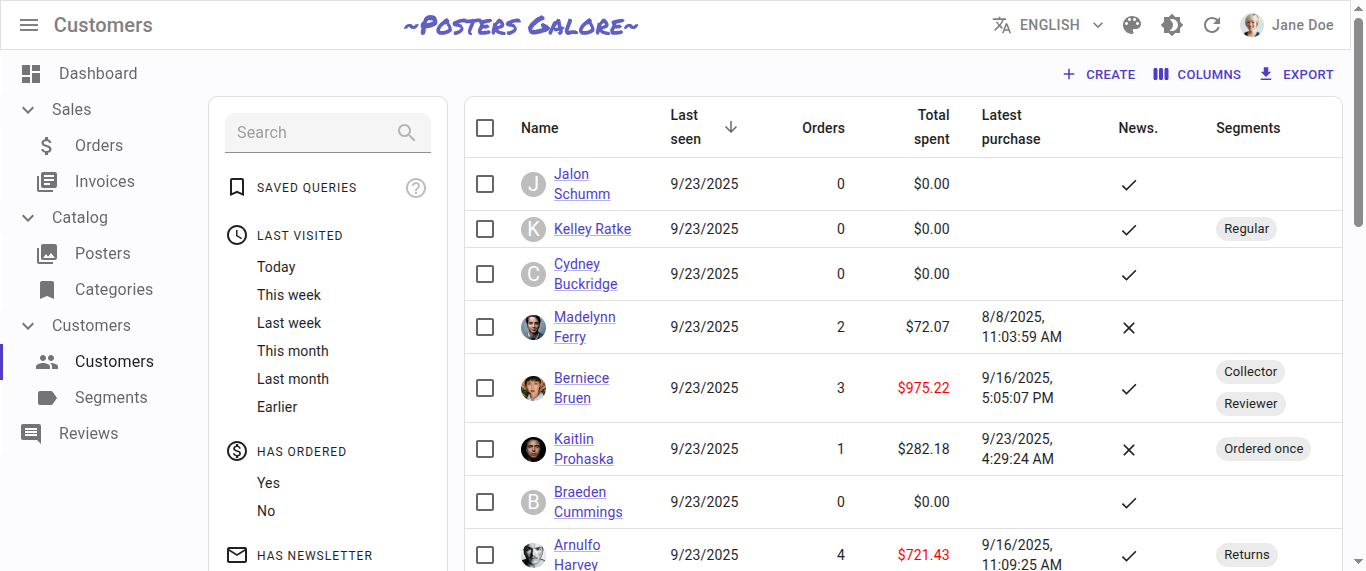 Customers
~Posters Galore~
ENGLISH
Jane Doe
Dashboard
Sales
Orders
Invoices
Catalog
Posters
Categories
Customers
Customers
Segments
Reviews
CREATE
COLUMNS
EXPORT
Search
SAVED QUERIES
?
LAST VISITED
Today
This week
Last week
This month
Last month
Earlier
HAS ORDERED
Yes
No
HAS NEWSLETTER
Name
Last
seen
Orders
Total
spent
Latest
purchase
News.
Segments
J
Jalon
Schumm
9/23/2025
0
$0.00
K
Kelley Ratke
9/23/2025
0
$0.00
Regular
C
Cydney
Buckridge
9/23/2025
0
$0.00
Madelynn
Ferry
9/23/2025
2
$72.07
8/8/2025,
11:03:59 AM
Berniece
Bruen
9/23/2025
3
$975.22
9/16/2025,
5:05:07 PM
Collector
Reviewer
Kaitlin
Prohaska
9/23/2025
1
$282.18
9/23/2025,
4:29:24 AM
Ordered once
B
Braeden
Cummings
9/23/2025
0
$0.00
Arnulfo
Harvey
9/23/2025
4
$721.43
9/16/2025,
11:09:25 AM
Returns